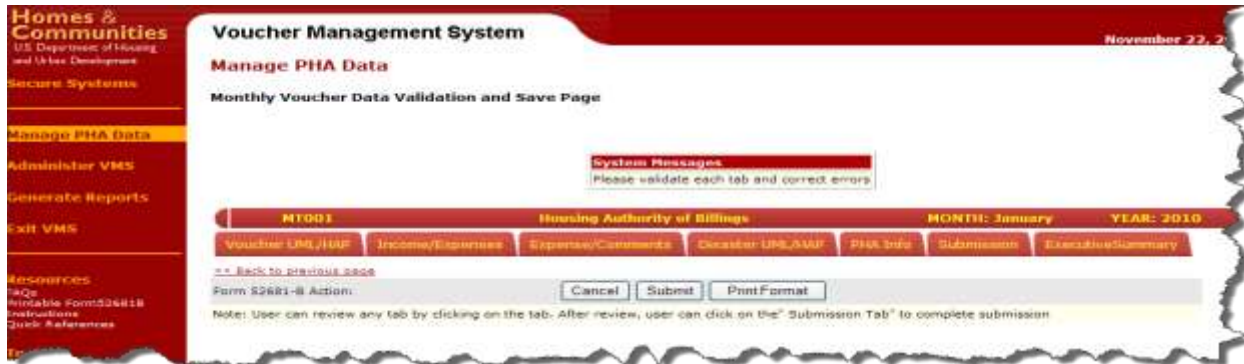 Homes &
Communities
U.S. Department of Housing
and Urban Development
Secure Systems
Manage PHA Data
Administer VMS
Generate Reports
Exit VMS
Resources
FAQs
Printable Form52681B
Instructions
Quick References
Voucher Management System
November 22, 2
Manage PHA Data
Monthly Voucher Data Validation and Save Page
System Messages
Please validate each tab and correct errors
MT001 Housing Authority of Billings MONTH: January YEAR: 2010
Voucher UML/HAP Income/Expenses Expense/Comments Disaster UML/HAP PHA Info Submission ExecutiveSummary
<< Back to previous page
Form 52681-B Action: Cancel Submit Print Format
Note: User can review any tab by clicking on the tab. After review, user can click on the" Submission Tab" to complete submission